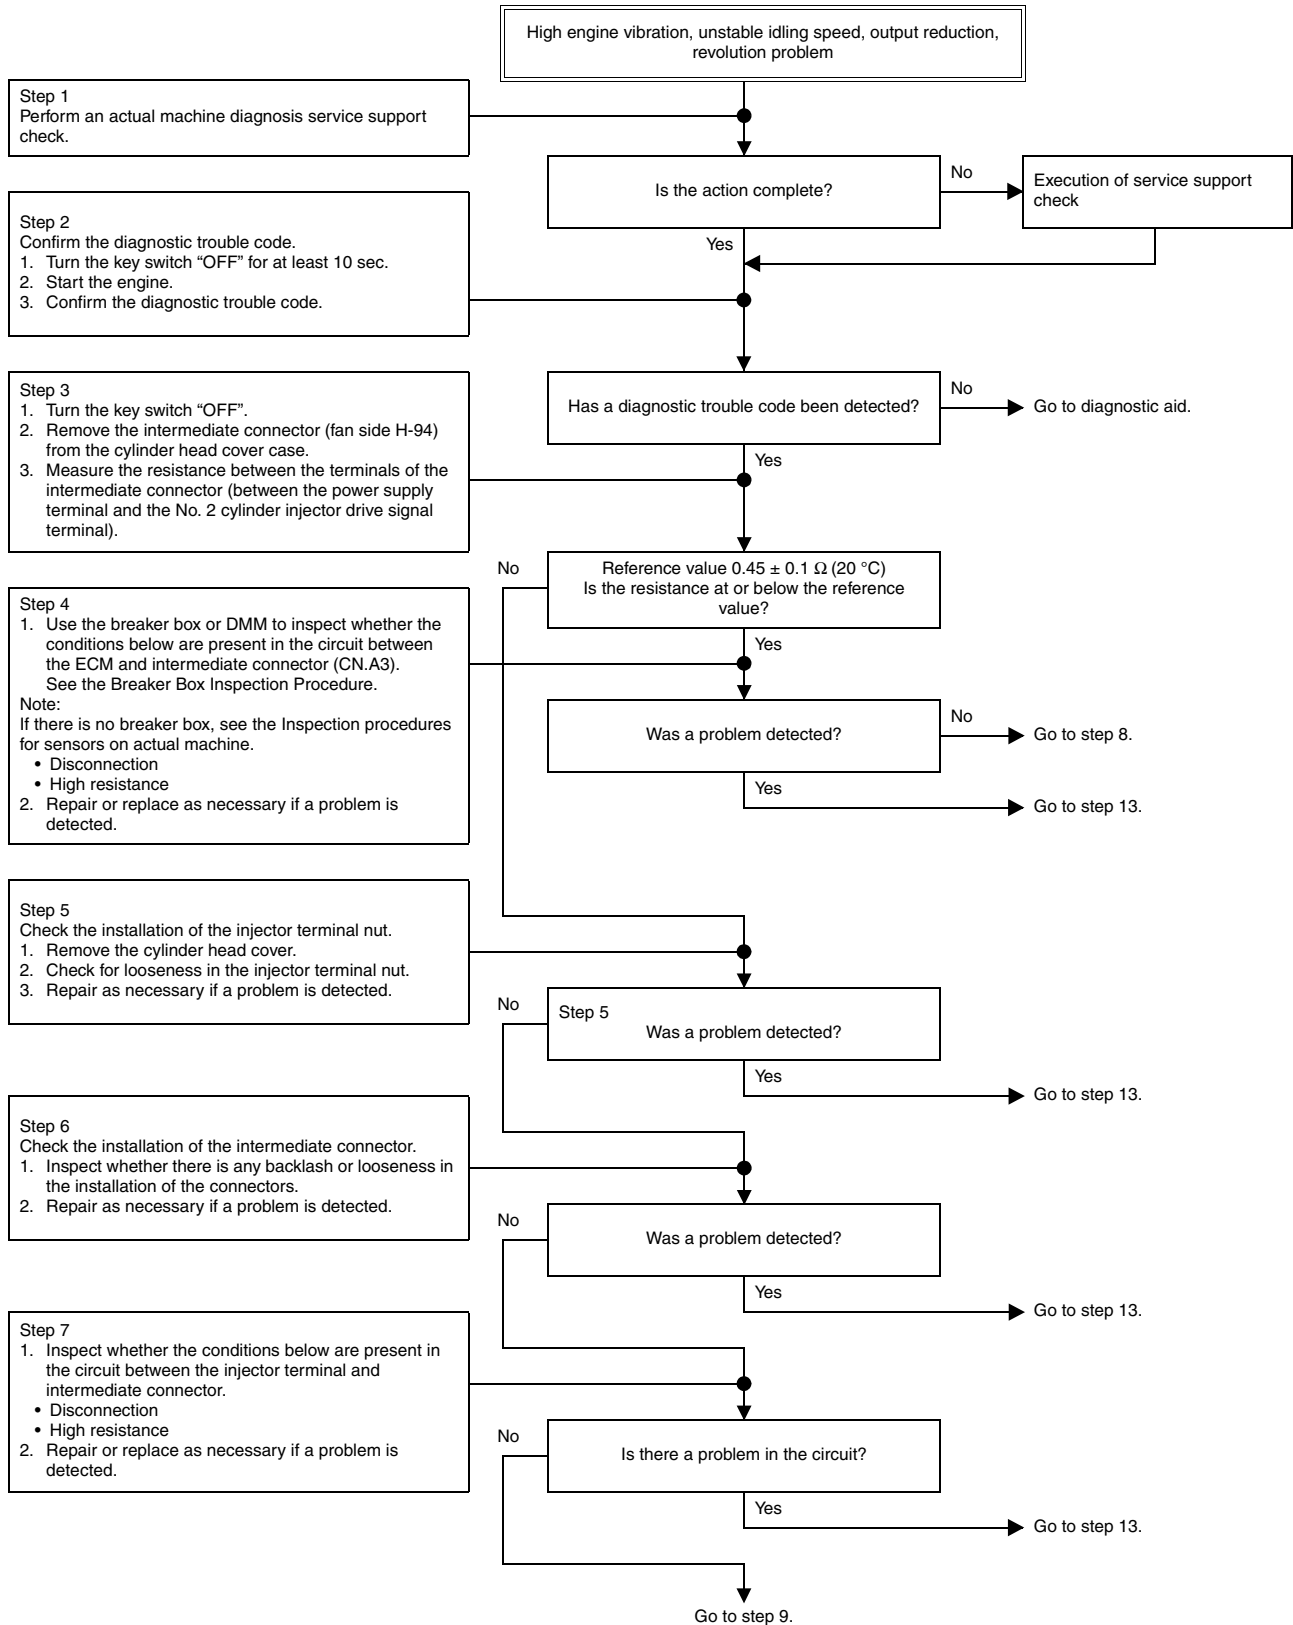 High engine vibration, unstable idling speed, output reduction,
revolution problem
Step 1
Perform an actual machine diagnosis service support
check.
Is the action complete?
No
Execution of service support
check
Yes
Step 2
Confirm the diagnostic trouble code.
1. Turn the key switch “OFF” for at least 10 sec.
2. Start the engine.
3. Confirm the diagnostic trouble code.
Has a diagnostic trouble code been detected?
No
Go to diagnostic aid.
Yes
Step 3
1. Turn the key switch “OFF”.
2. Remove the intermediate connector (fan side H-94)
from the cylinder head cover case.
3. Measure the resistance between the terminals of the
intermediate connector (between the power supply
terminal and the No. 2 cylinder injector drive signal
terminal).
No
Reference value 0.45 ± 0.1 Ω (20 °C)
Is the resistance at or below the reference
value?
Yes
Step 4
1. Use the breaker box or DMM to inspect whether the
conditions below are present in the circuit between
the ECM and intermediate connector (CN.A3).
See the Breaker Box Inspection Procedure.
Note:
If there is no breaker box, see the Inspection procedures
for sensors on actual machine.
• Disconnection
• High resistance
2. Repair or replace as necessary if a problem is
detected.
Was a problem detected?
No
Go to step 8.
Yes
Go to step 13.
Step 5
Check the installation of the injector terminal nut.
1. Remove the cylinder head cover.
2. Check for looseness in the injector terminal nut.
3. Repair as necessary if a problem is detected.
No
Step 5
Was a problem detected?
Yes
Go to step 13.
Step 6
Check the installation of the intermediate connector.
1. Inspect whether there is any backlash or looseness in
the installation of the connectors.
2. Repair as necessary if a problem is detected.
No
Was a problem detected?
Yes
Go to step 13.
Step 7
1. Inspect whether the conditions below are present in
the circuit between the injector terminal and
intermediate connector.
• Disconnection
• High resistance
2. Repair or replace as necessary if a problem is
detected.
No
Is there a problem in the circuit?
Yes
Go to step 13.
Go to step 9.